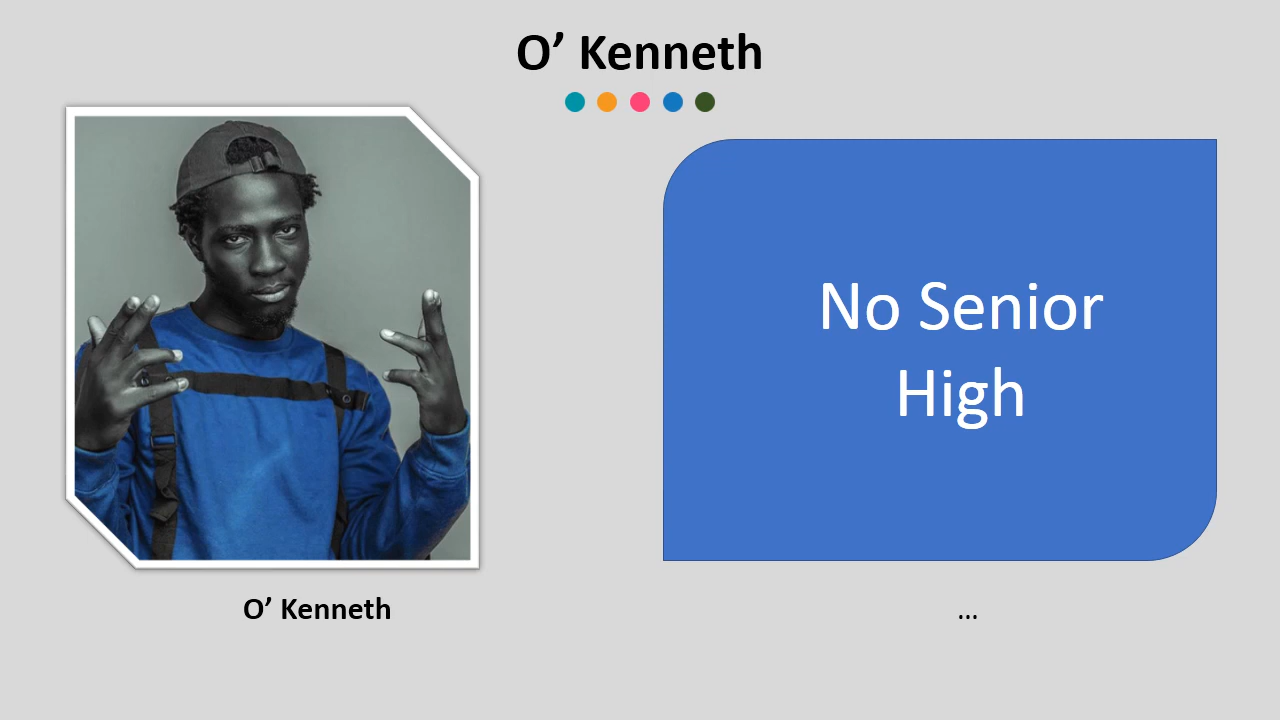 O’ Kenneth
No Senior
High
O’ Kenneth
...